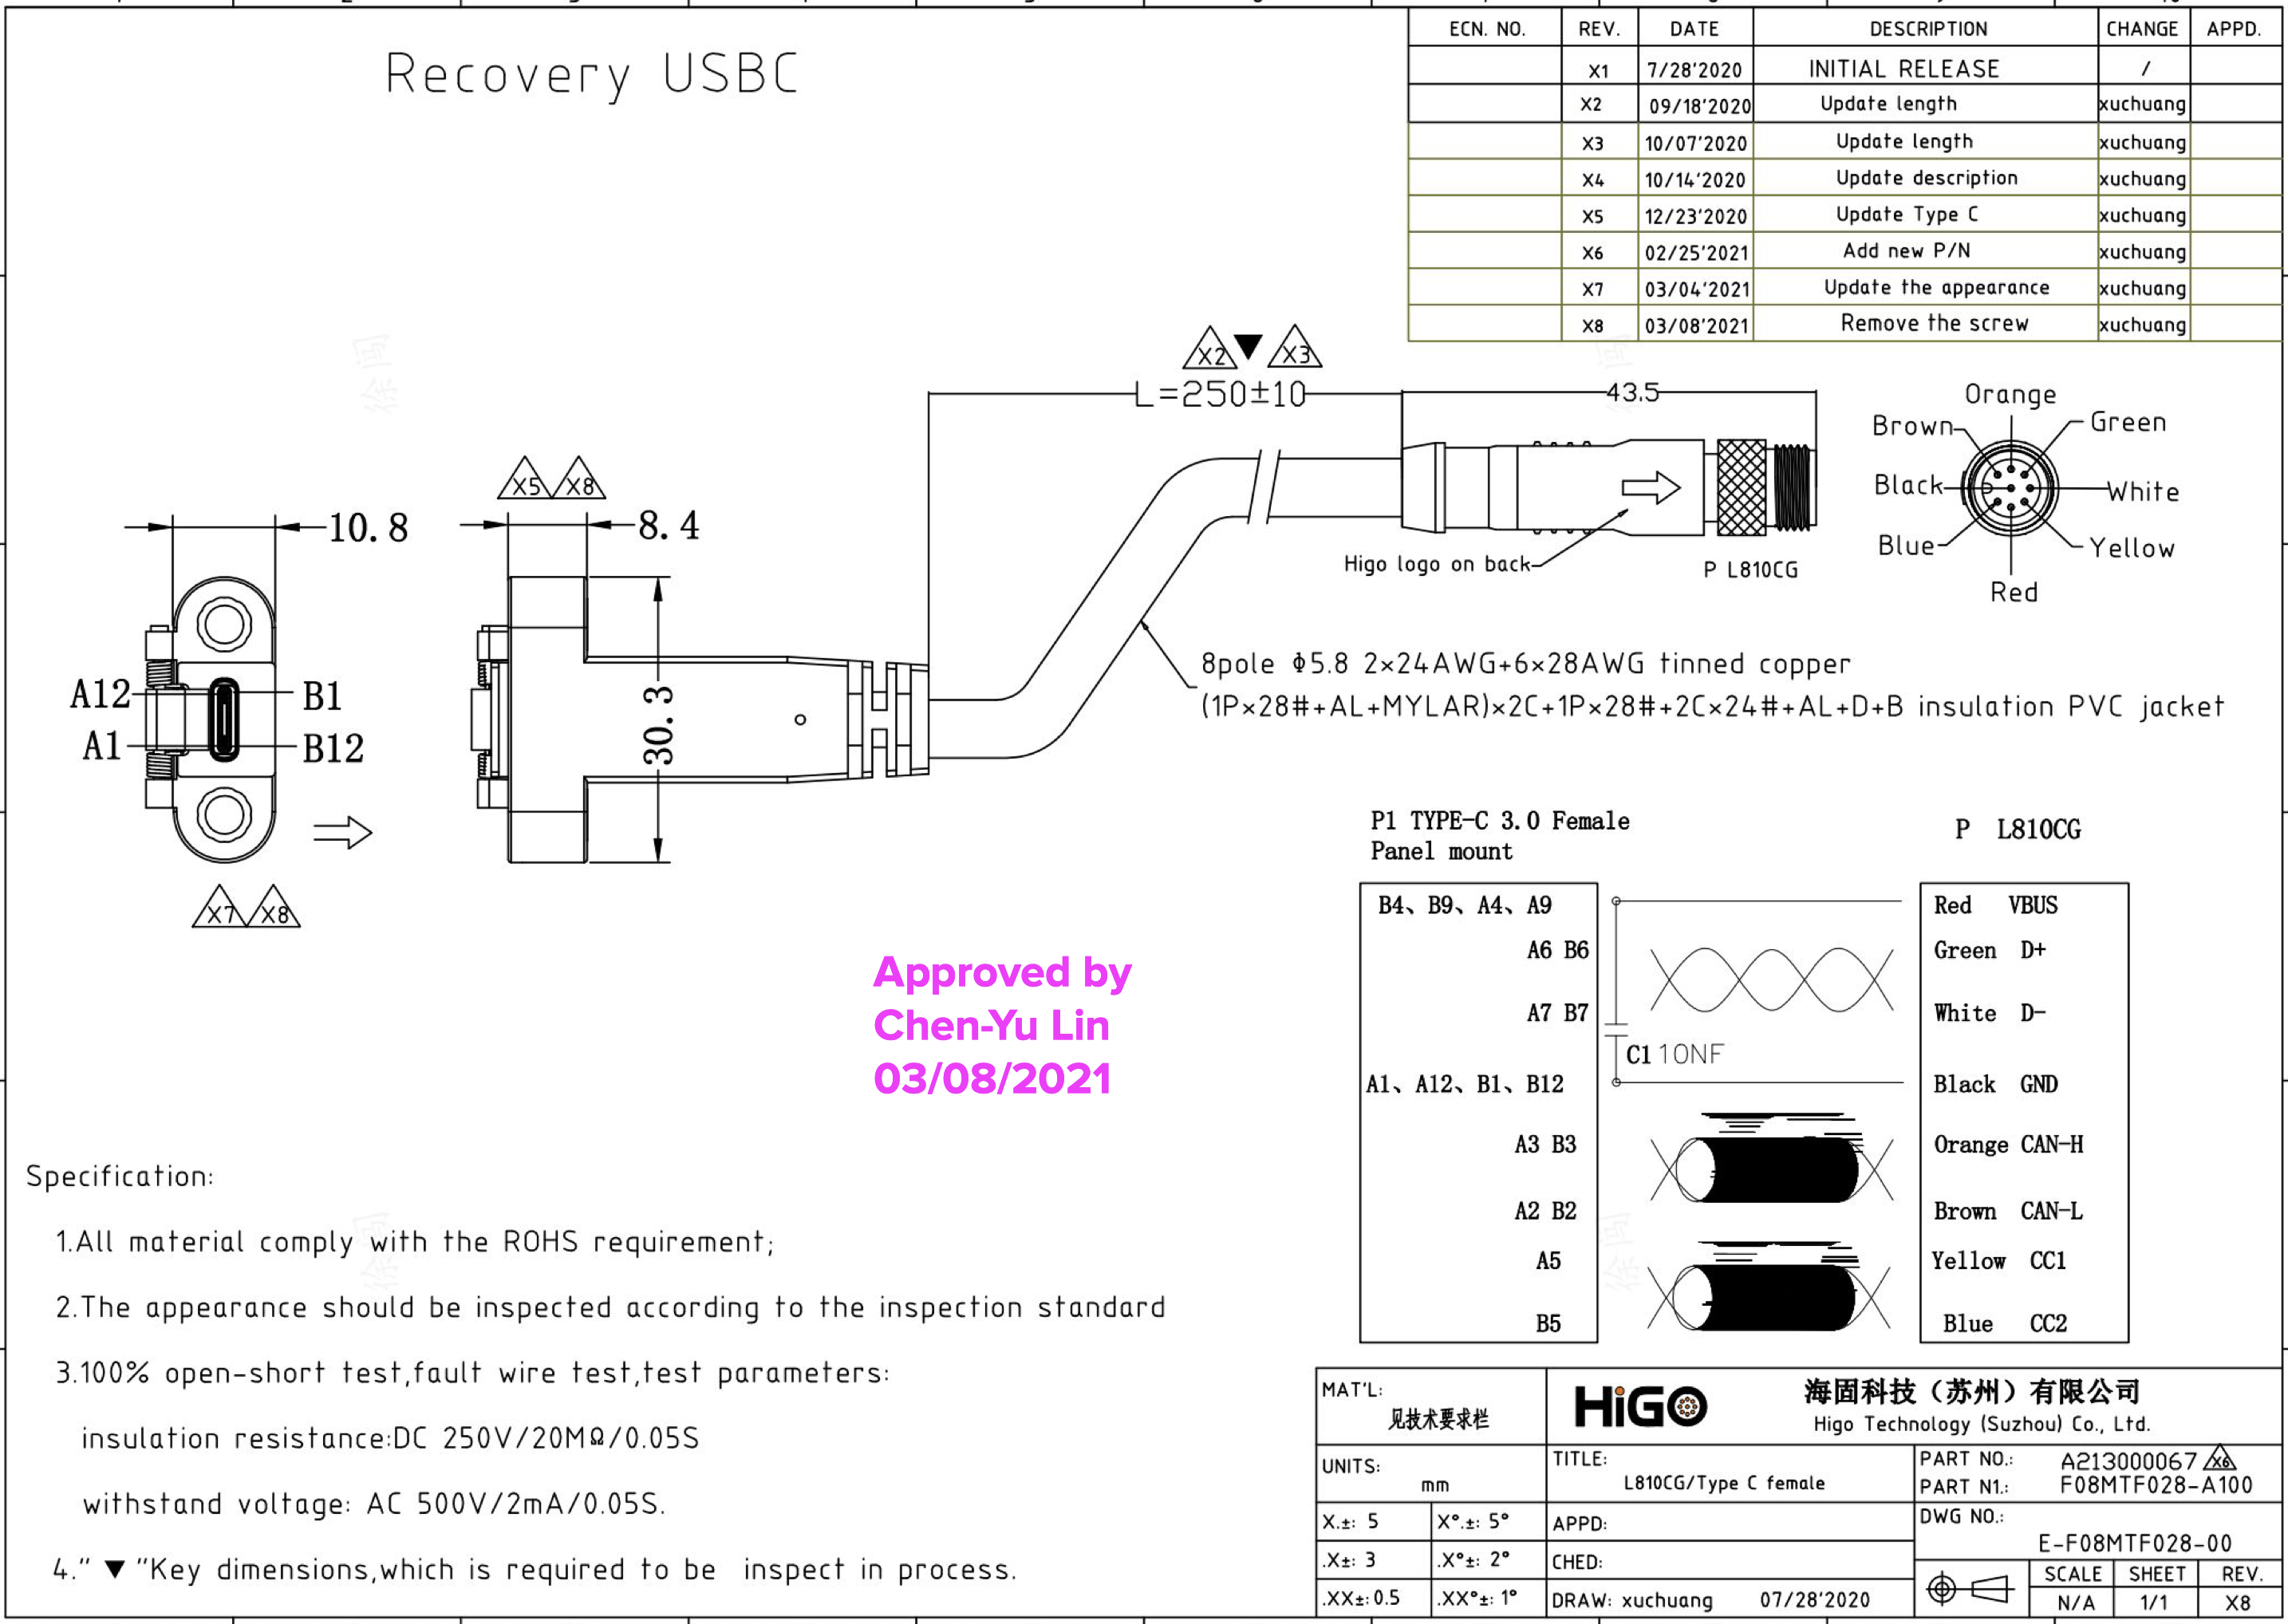 Recovery USBC
ECN. NO. REV. DATE DESCRIPTION CHANGE APPD.
X1 7/28'2020 INITIAL RELEASE /
X2 09/18'2020 Update length xuchuang
X3 10/07'2020 Update length xuchuang
X4 10/14'2020 Update description xuchuang
X5 12/23'2020 Update Type C xuchuang
X6 02/25'2021 Add new P/N xuchuang
X7 03/04'2021 Update the appearance xuchuang
X8 03/08'2021 Remove the screw xuchuang
X2 ▼ X3
L=250±10
43.5
Orange
Brown
Green
Black
White
Blue
Yellow
Red
Higo logo on back
P L810CG
X5 X8
10.8
8.4
30.3
A12
B1
A1
B12
X7 X8
8pole Φ5.8 2×24AWG+6×28AWG tinned copper
(1P×28#+AL+MYLAR)×2C+1P×28#+2C×24#+AL+D+B insulation PVC jacket
徐闯
徐闯
徐闯
P1 TYPE-C 3.0 Female
Panel mount
P L810CG
B4、B9、A4、A9 Red VBUS
A6 B6 Green D+
A7 B7 White D-
C1 10NF
A1、A12、B1、B12 Black GND
A3 B3 Orange CAN-H
A2 B2 Brown CAN-L
A5 Yellow CC1
B5 Blue CC2
Approved by
Chen-Yu Lin
03/08/2021
Specification:
1.All material comply with the ROHS requirement;
2.The appearance should be inspected according to the inspection standard
3.100% open-short test,fault wire test,test parameters:
insulation resistance:DC 250V/20MΩ/0.05S
withstand voltage: AC 500V/2mA/0.05S.
4." ▼ "Key dimensions,which is required to be inspect in process.
MAT'L:
见技术要求栏
HiGO
海固科技（苏州）有限公司
Higo Technology (Suzhou) Co., Ltd.
UNITS:
mm
TITLE:
L810CG/Type C female
PART NO.: A213000067 X6
PART N1.: F08MTF028-A100
X.±: 5 X°.±: 5°
.X±: 3 .X°±: 2°
.XX±:0.5 .XX°±: 1°
APPD:
CHED:
DRAW: xuchuang 07/28'2020
DWG NO.:
E-F08MTF028-00
SCALE SHEET REV.
N/A 1/1 X8